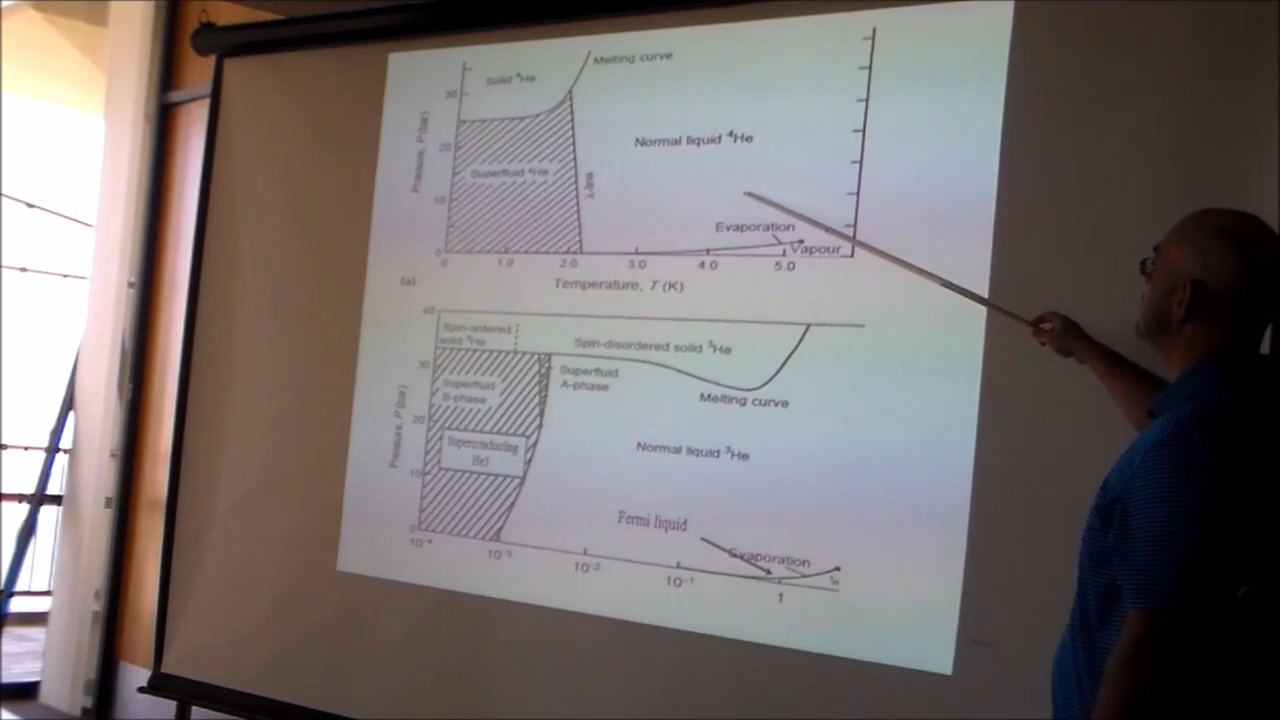 Solid ⁴He
Melting curve
30
20
10
0
Pressure, P (bar)
Normal liquid ⁴He
Superfluid ⁴He
λ-line
Evaporation
Vapour
0 1.0 2.0 3.0 4.0 5.0
Temperature, T (K)
(a)
40
30
20
10
0
Pressure, P (bar)
Spin-ordered
solid ³He
Spin-disordered solid ³He
Superfluid
B-phase
Superfluid
A-phase
Melting curve
Superconducting
He3
Normal liquid ³He
Fermi liquid
Evaporation
10⁻⁴ 10⁻³ 10⁻² 10⁻¹ 1